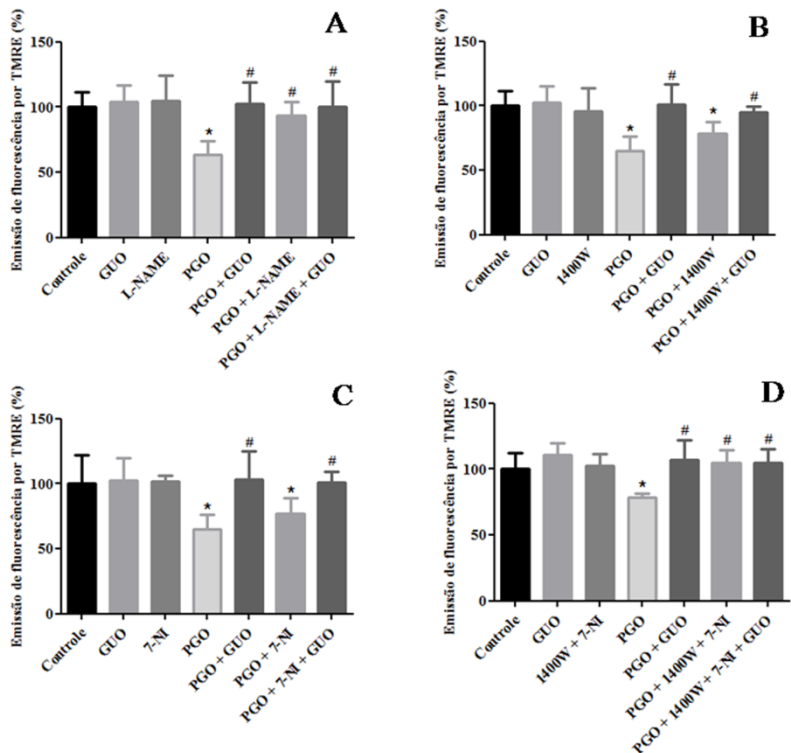 A
Emissão de fluorescência por TMRE (%)
150
100
50
0
*
#
#
#
Controle
GUO
L-NAME
PGO
PGO + GUO
PGO + L-NAME
PGO + L-NAME + GUO
B
Emissão de fluorescência por TMRE (%)
150
100
50
0
*
#
*
#
Controle
GUO
1400W
PGO
PGO + GUO
PGO + 1400W
PGO + 1400W + GUO
C
Emissão de fluorescência por TMRE (%)
150
100
50
0
*
#
*
#
Controle
GUO
7-NI
PGO
PGO + GUO
PGO + 7-NI
PGO + 7-NI + GUO
D
Emissão de fluorescência por TMRE (%)
150
100
50
0
*
#
#
#
Controle
GUO
1400W + 7-NI
PGO
PGO + GUO
PGO + 1400W + 7-NI
PGO + 1400W + 7-NI + GUO